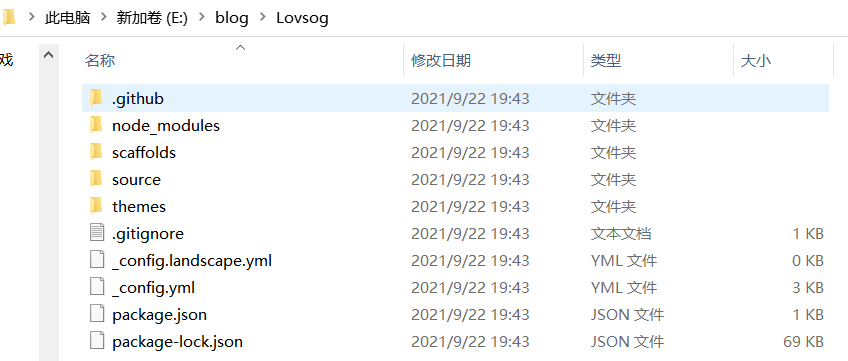 此电脑 > 新加卷 (E:) > blog > Lovsog
戏
名称 修改日期 类型 大小
.github 2021/9/22 19:43 文件夹
node_modules 2021/9/22 19:43 文件夹
scaffolds 2021/9/22 19:43 文件夹
source 2021/9/22 19:43 文件夹
themes 2021/9/22 19:43 文件夹
.gitignore 2021/9/22 19:43 文本文档 1 KB
_config.landscape.yml 2021/9/22 19:43 YML 文件 0 KB
_config.yml 2021/9/22 19:43 YML 文件 3 KB
package.json 2021/9/22 19:43 JSON 文件 1 KB
package-lock.json 2021/9/22 19:43 JSON 文件 69 KB